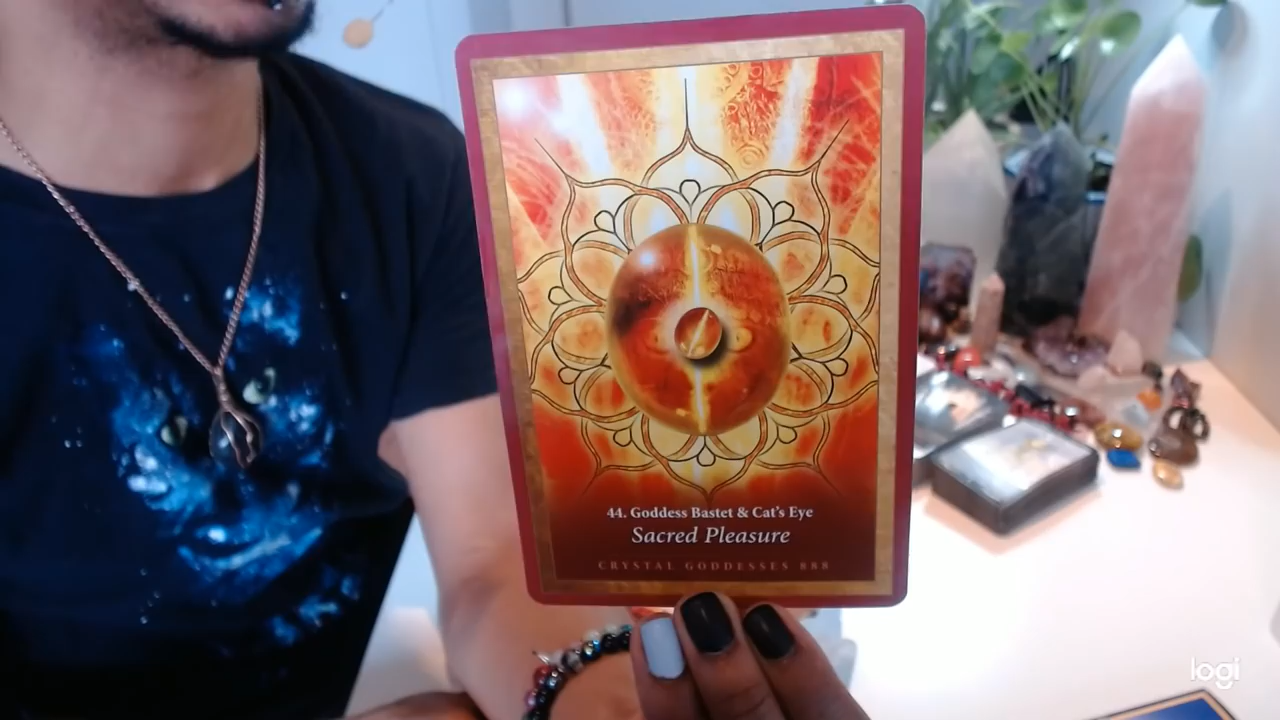 44. Goddess Bastet & Cat's Eye
Sacred Pleasure
CRYSTAL GODDESSES 888
logi